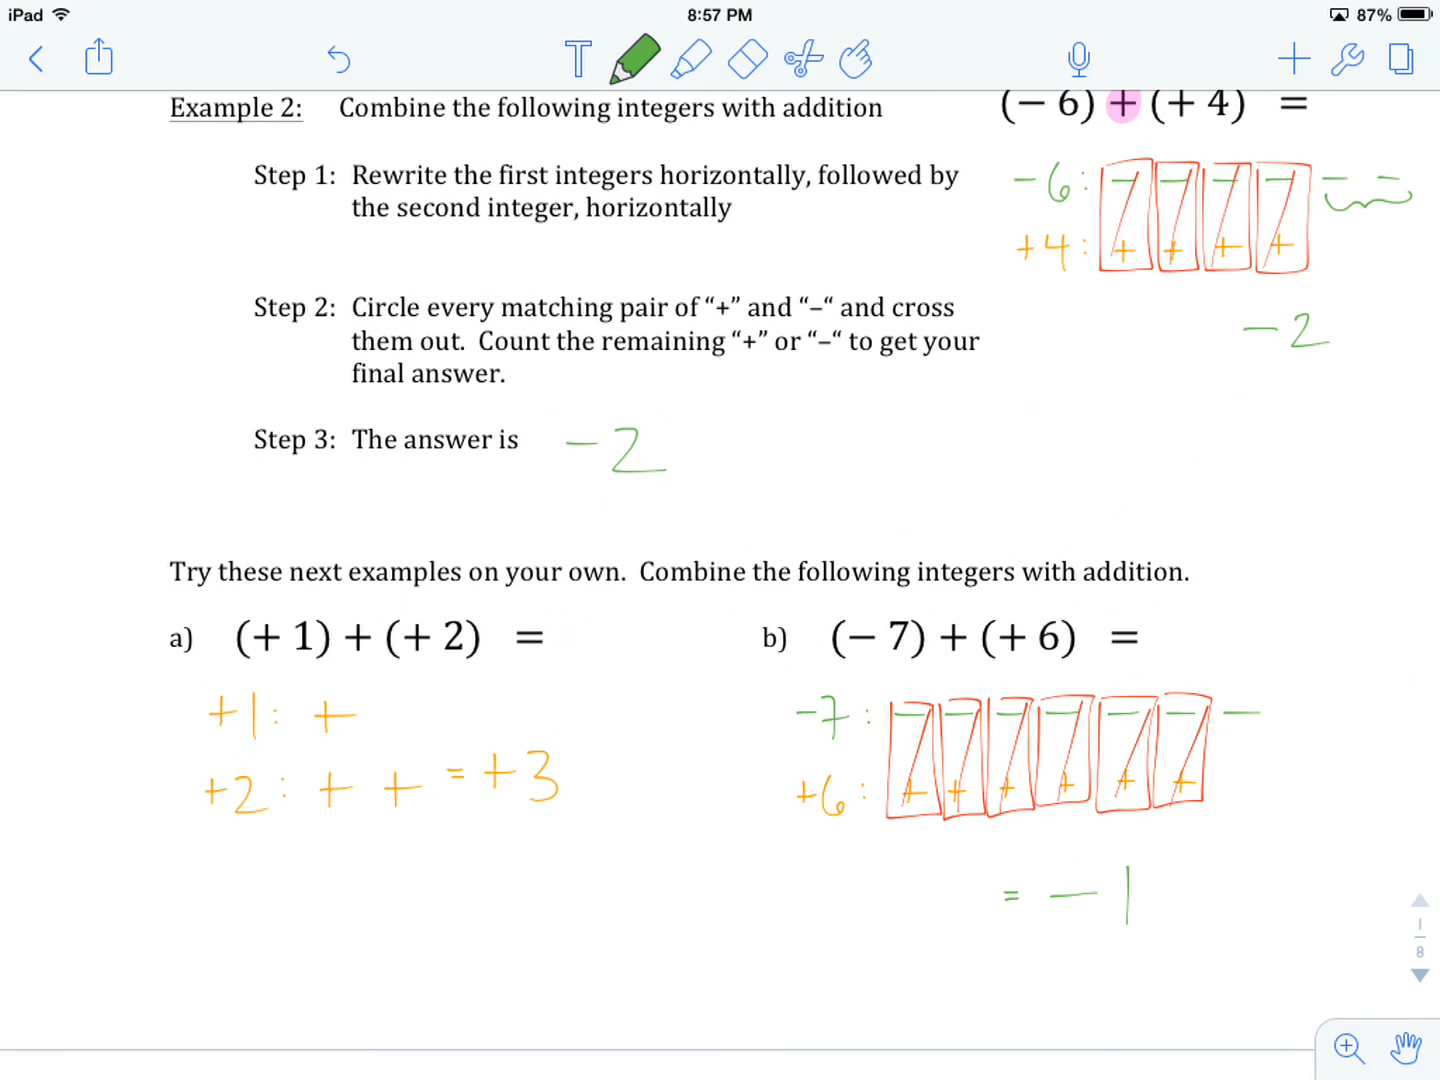 iPad 8:57 PM 87%
T
Example 2: Combine the following integers with addition (− 6) + (+ 4) =
Step 1: Rewrite the first integers horizontally, followed by
the second integer, horizontally
-6: − − − − − −
+4: + + + +
Step 2: Circle every matching pair of “+” and “–“ and cross
them out. Count the remaining “+” or “–“ to get your
final answer.
-2
Step 3: The answer is -2
Try these next examples on your own. Combine the following integers with addition.
a) (+ 1) + (+ 2) =
+1: +
+2: + + = +3
b) (− 7) + (+ 6) =
-7: − − − − − − −
+6: + + + + + +
= -1
1
8